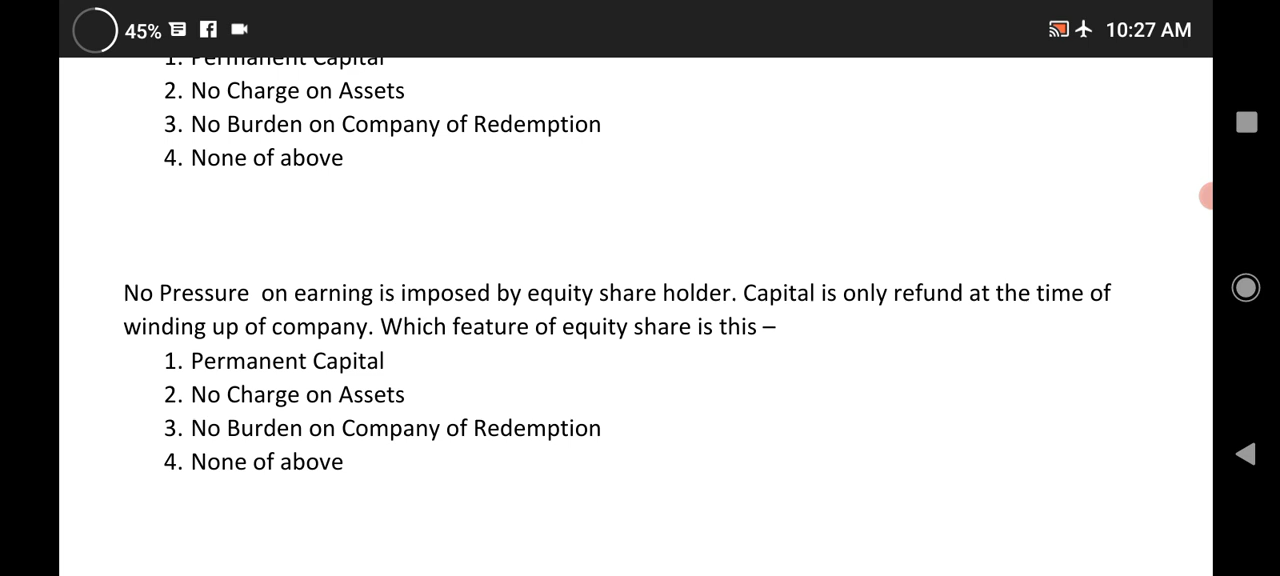 45%
10:27 AM
1. Permanent Capital
2. No Charge on Assets
3. No Burden on Company of Redemption
4. None of above
No Pressure on earning is imposed by equity share holder. Capital is only refund at the time of
winding up of company. Which feature of equity share is this –
1. Permanent Capital
2. No Charge on Assets
3. No Burden on Company of Redemption
4. None of above